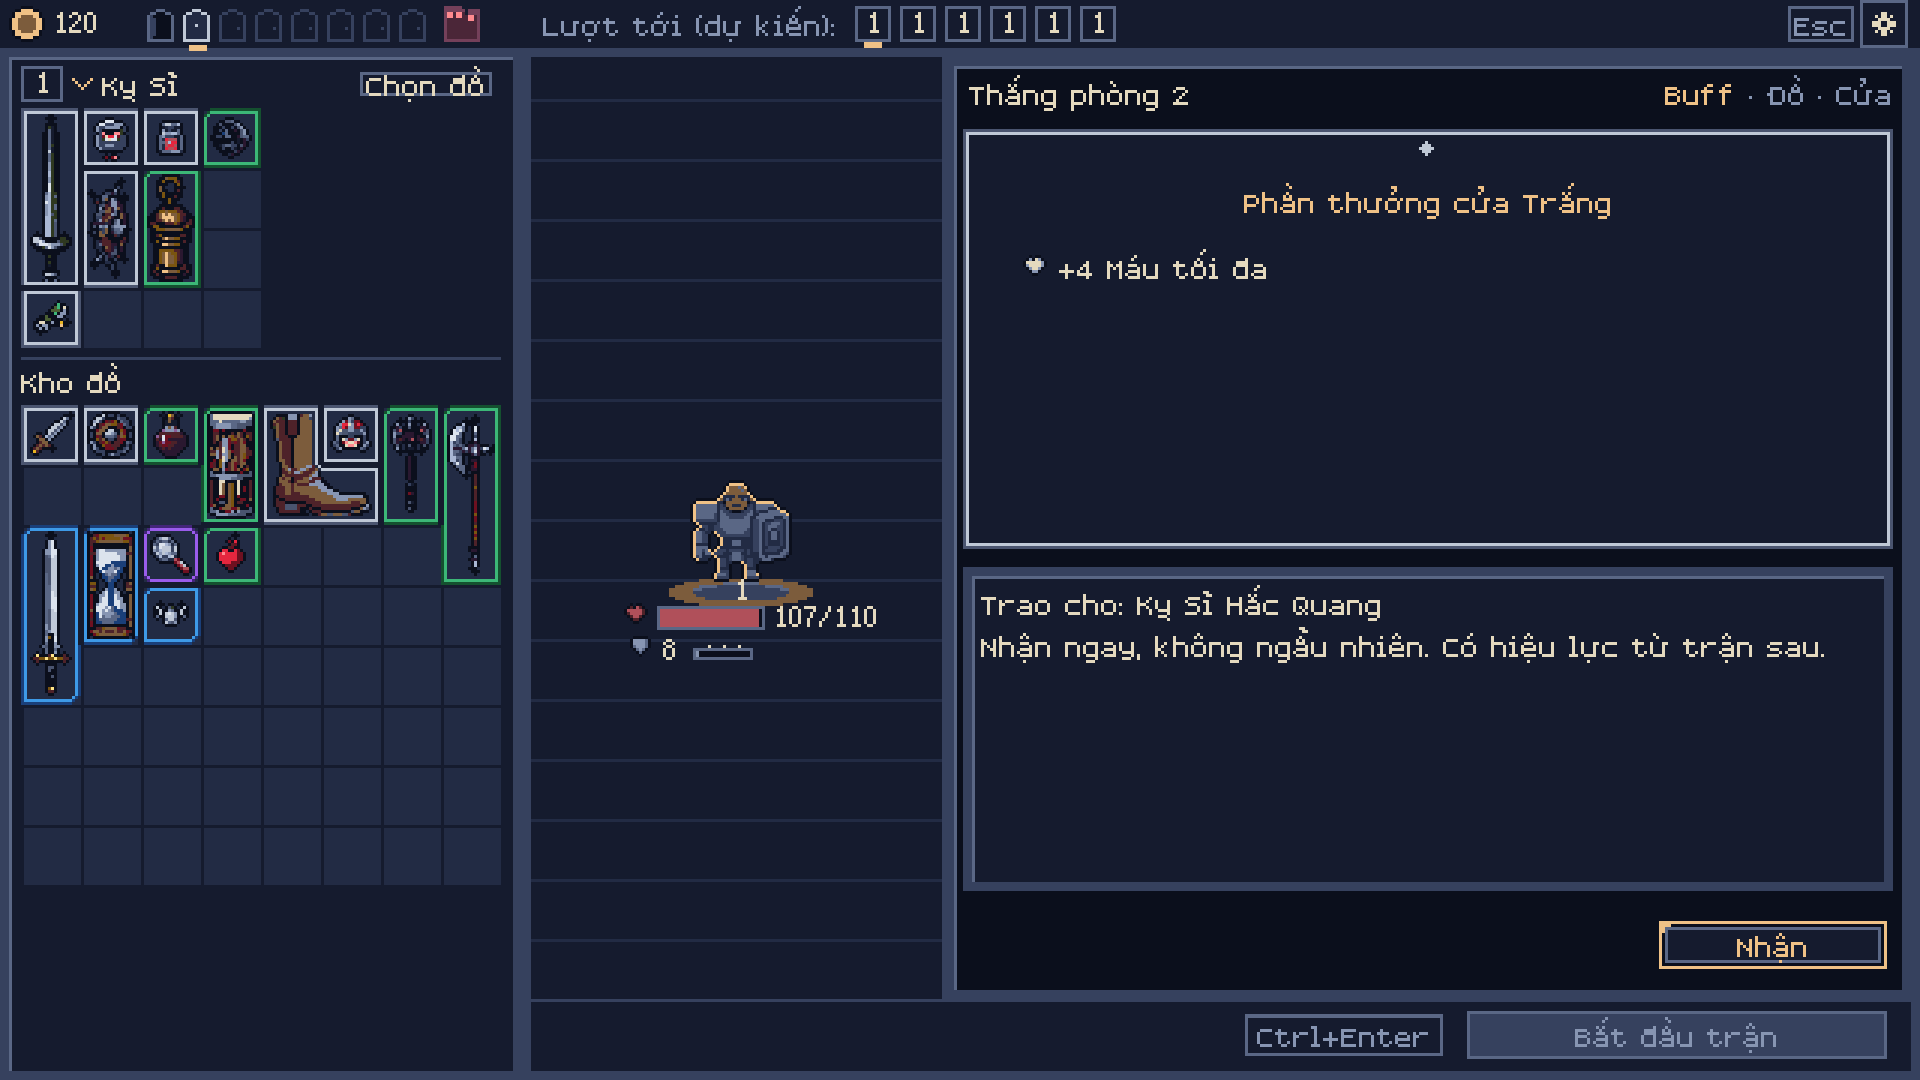 120
Lượt tới (dự kiến): 1 1 1 1 1 1
Esc
1 Kỵ Sĩ
Chọn đồ
Kho đồ
1
107/110
8
Thắng phòng 2
Buff · Đồ · Cửa
Phần thưởng cửa Trắng
+4 Máu tối đa
Trao cho: Kỵ Sĩ Hắc Quang
Nhận ngay, không ngẫu nhiên. Có hiệu lực từ trận sau.
Nhận
Ctrl+Enter
Bắt đầu trận